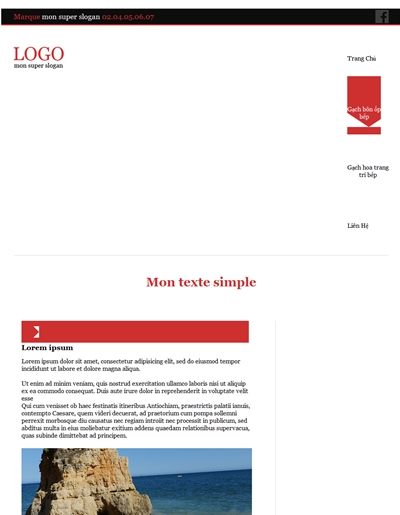 Marque mon super slogan 02.04.05.06.07
LOGO
mon super slogan
Trang Chủ
Gạch bông ốp
bếp
Gạch hoa trang
trí bếp
Liên Hệ
Mon texte simple
Lorem ipsum
Lorem ipsum dolor sit amet, consectetur adipisicing elit, sed do eiusmod tempor
incididunt ut labore et dolore magna aliqua.
Ut enim ad minim veniam, quis nostrud exercitation ullamco laboris nisi ut aliquip
ex ea commodo consequat. Duis aute irure dolor in reprehenderit in voluptate velit
esse
Qui cum venisset ob haec festinatis itineribus Antiochiam, praestrictis palatii ianuis,
contempto Caesare, quem videri decuerat, ad praetorium cum pompa sollemni
perrexit morbosque diu causatus nec regiam introiit nec processit in publicum, sed
abditus multa in eius moliebatur exitium addens quaedam relationibus supervacua,
quas subinde dimittebat ad principem.